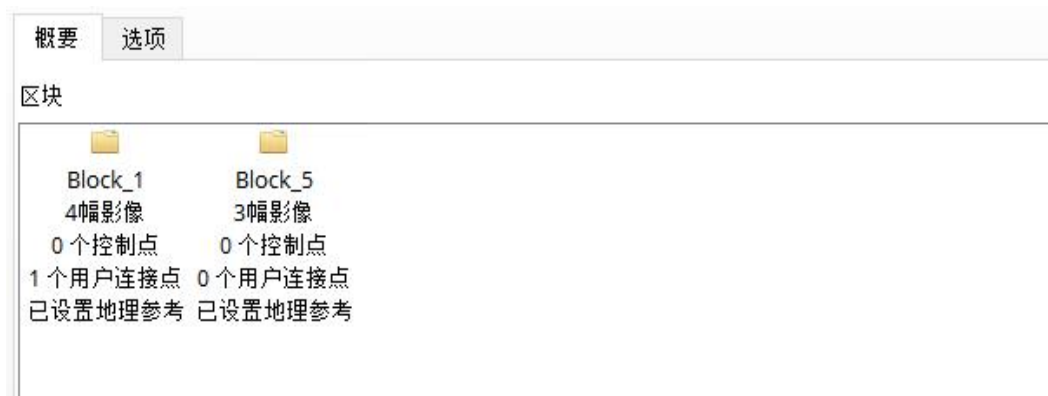 概要 选项
区块
Block_1 Block_5
4幅影像 3幅影像
0 个控制点 0 个控制点
1 个用户连接点 0 个用户连接点
已设置地理参考 已设置地理参考